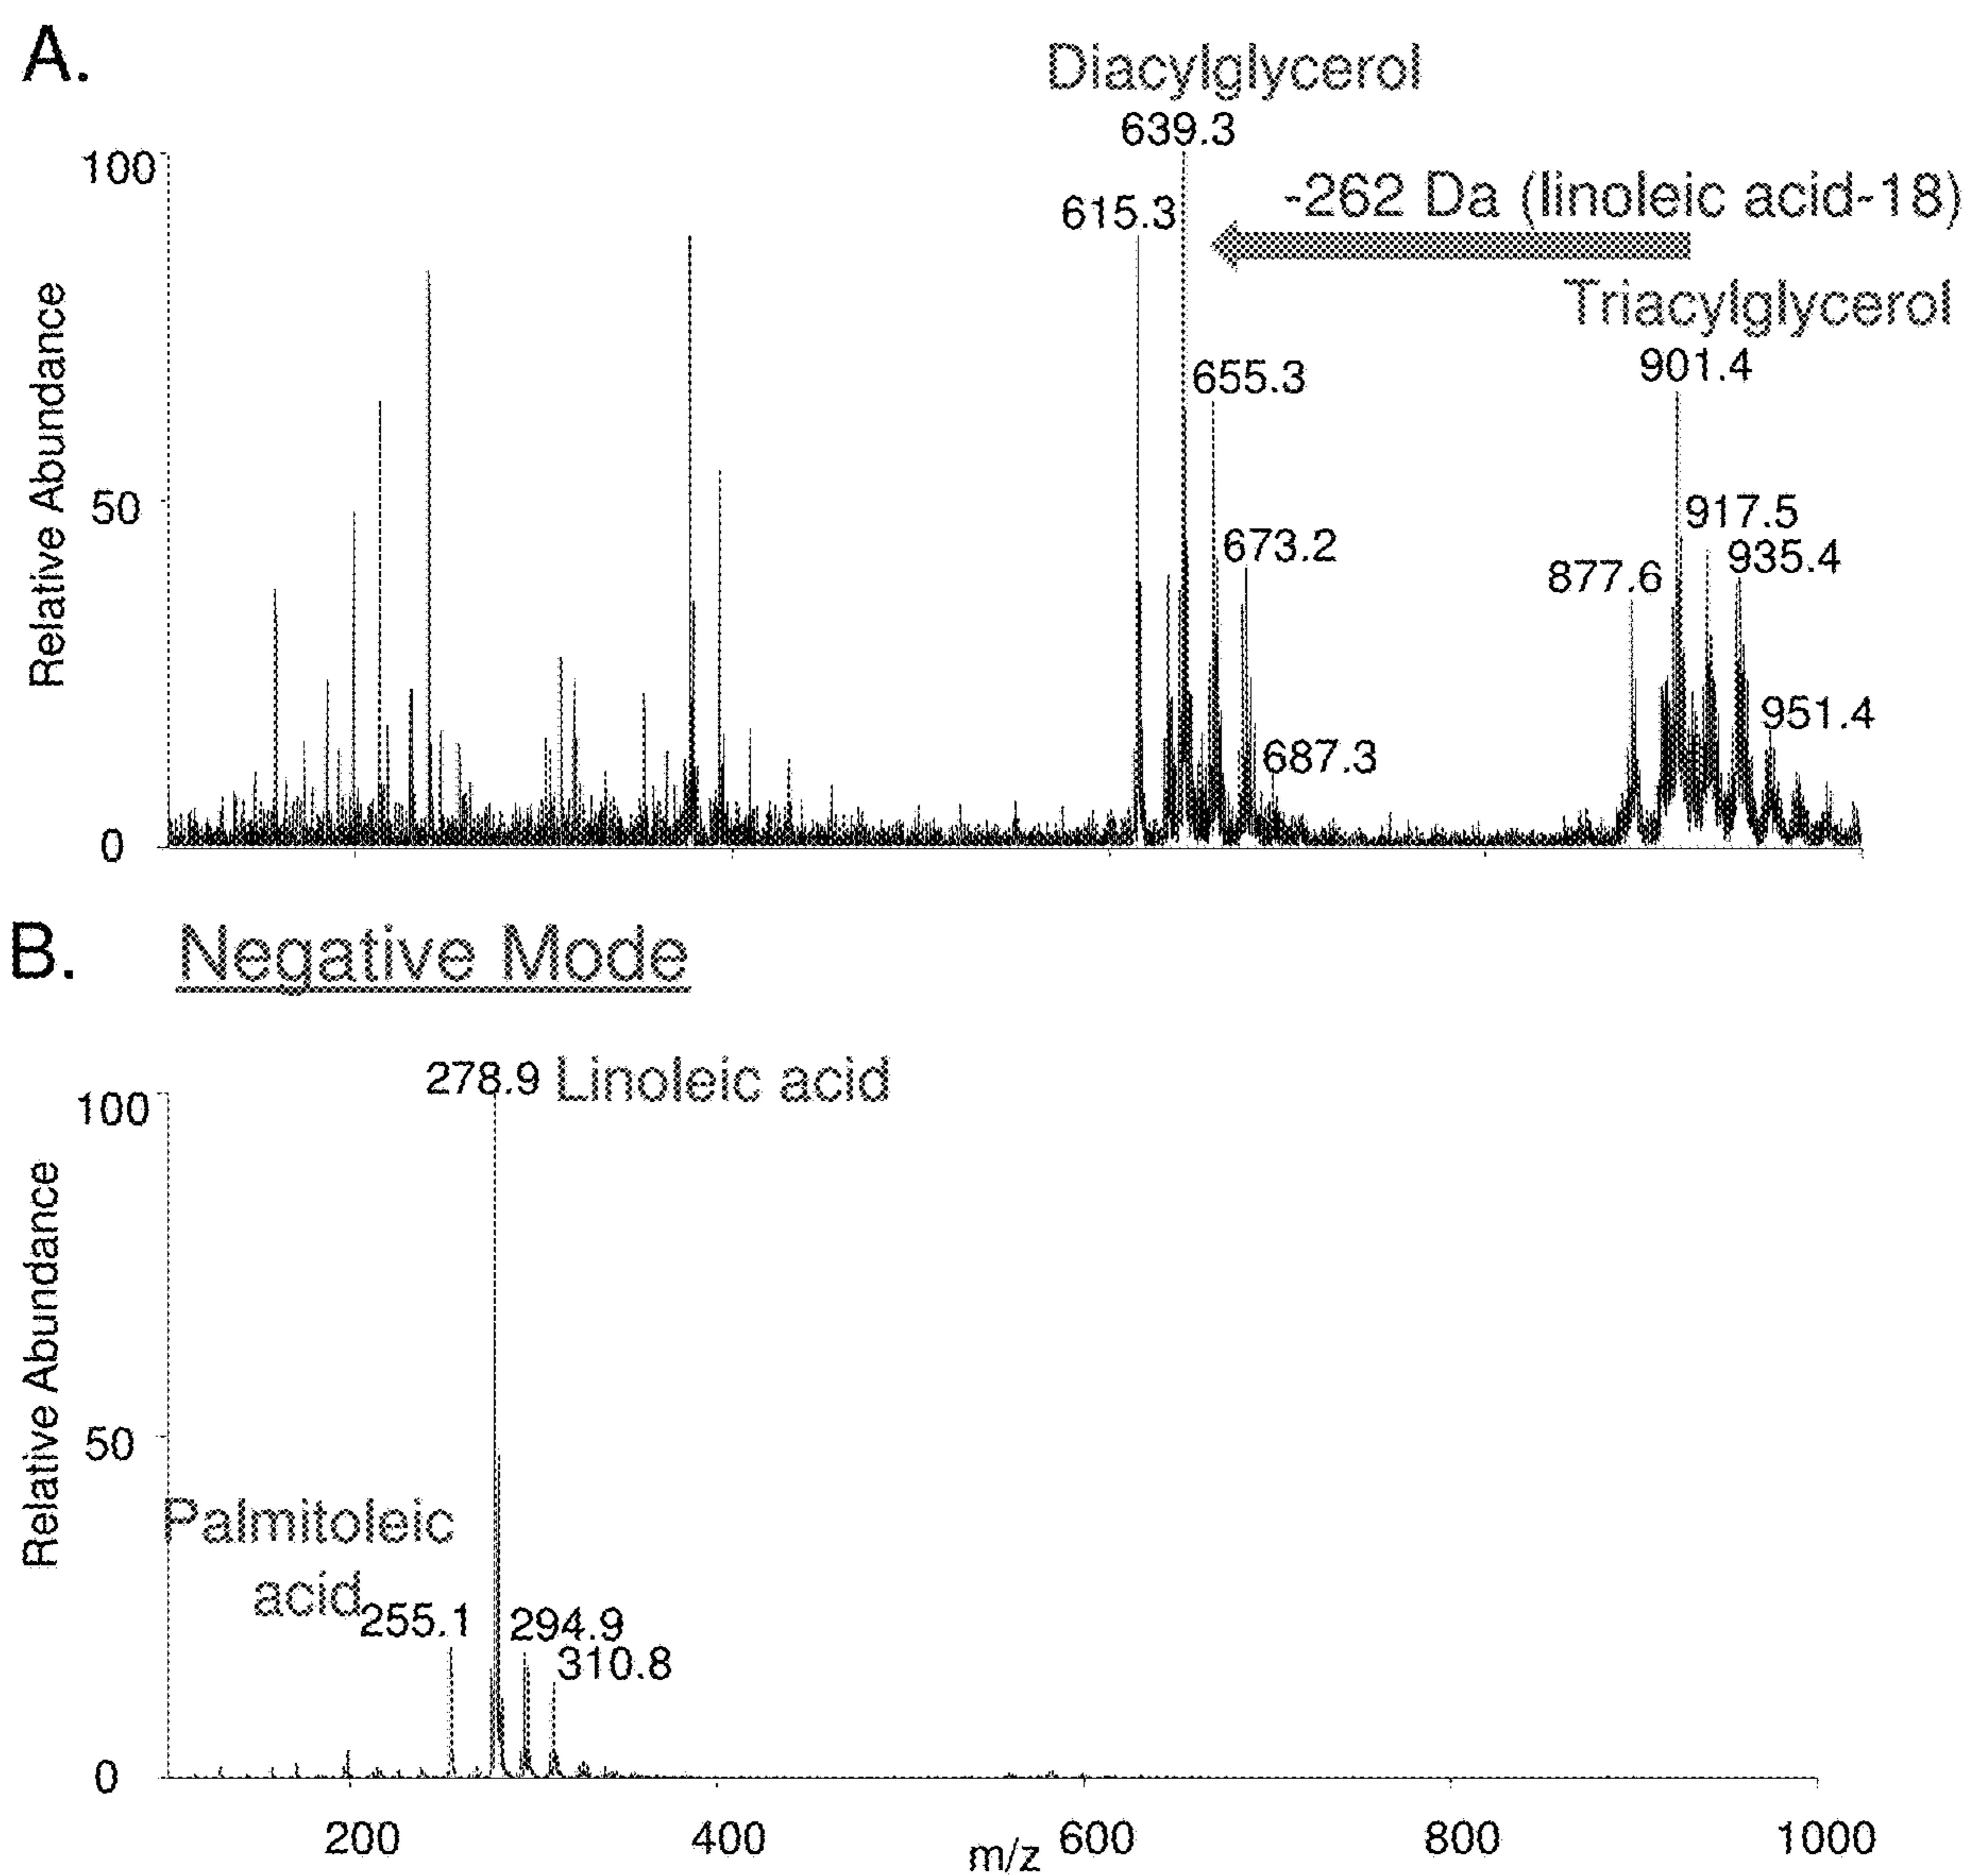 A.
Diacylglycerol
639.3
100
615.3
-262 Da (linoleic acid-18)
Triacylglycerol
901.4
655.3
50
917.5
673.2
935.4
877.6
951.4
687.3
0
Relative Abundance
B.
Negative Mode
278.9 Linoleic acid
100
50
Palmitoleic
acid
255.1
294.9
310.8
0
Relative Abundance
200
400
m/z
600
800
1000